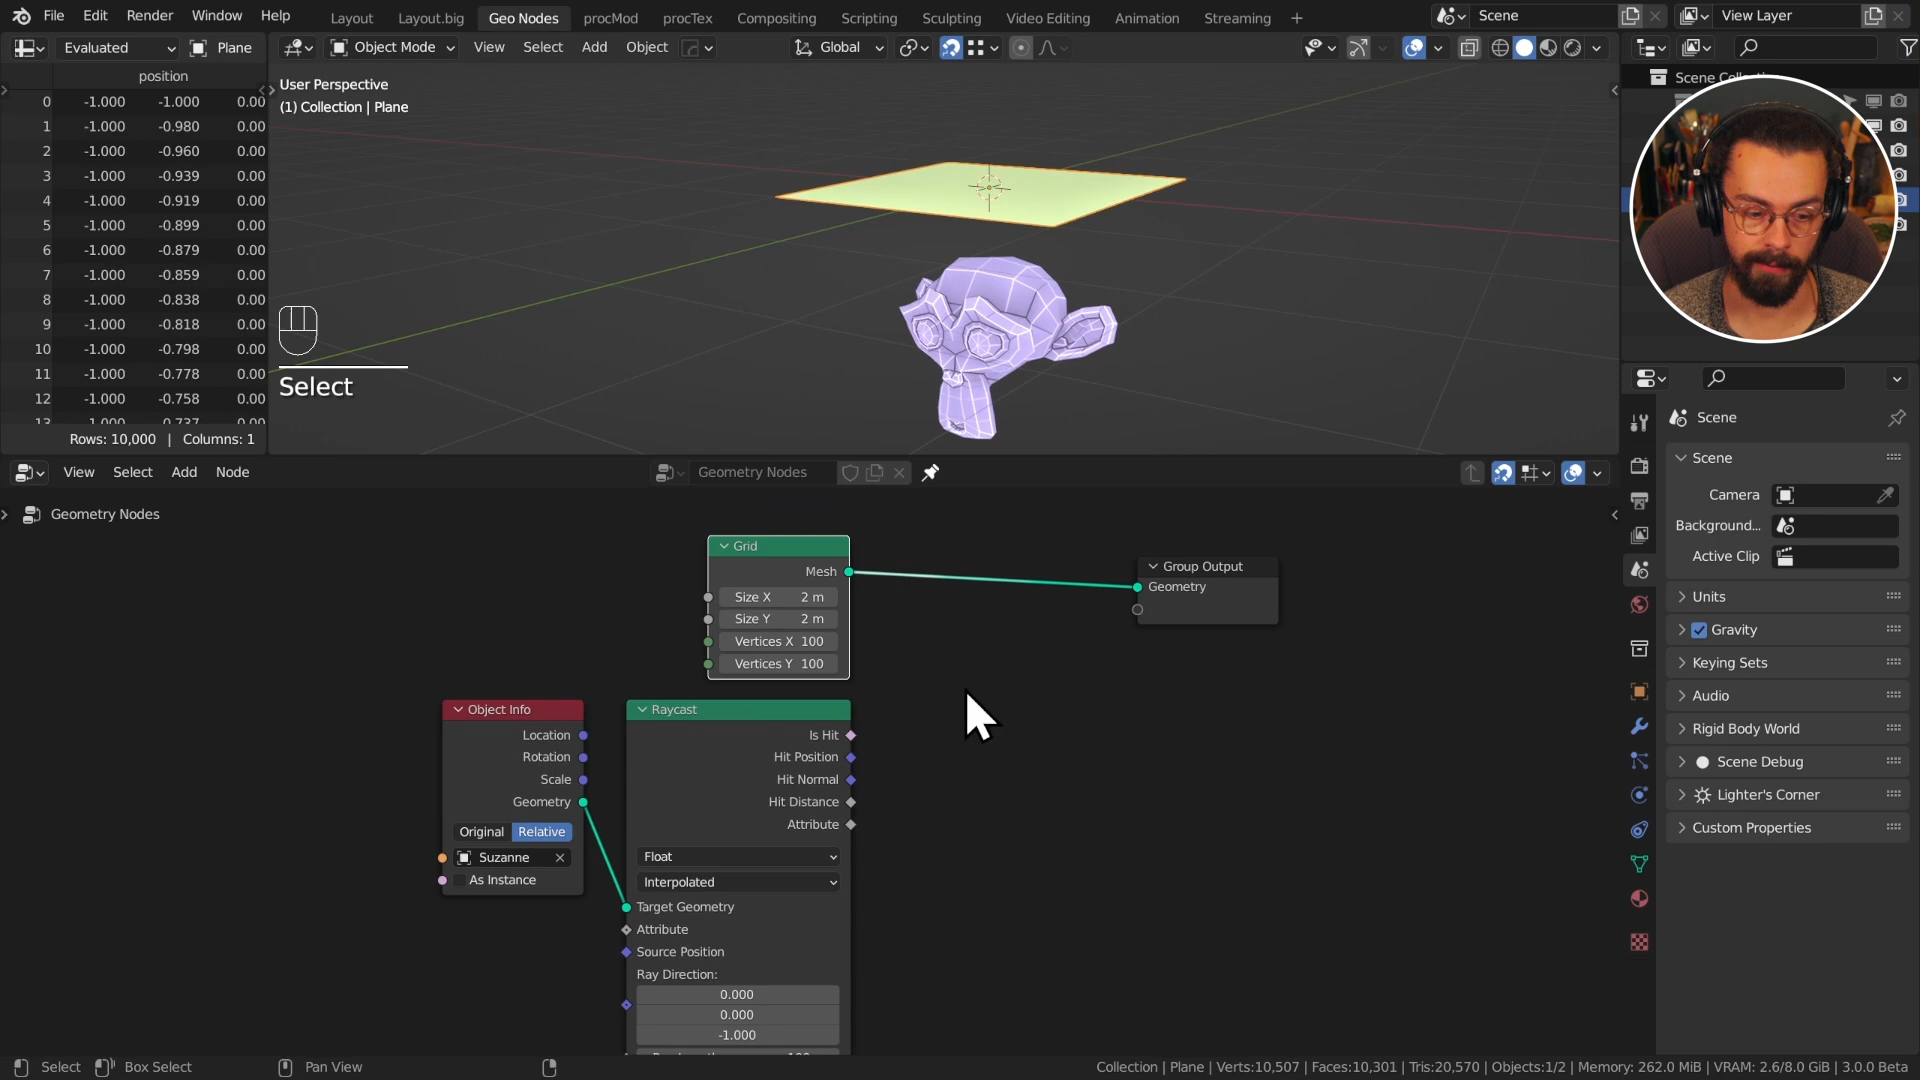 File Edit Render Window Help Layout Layout.big Geo Nodes procMod procTex Compositing Scripting Sculpting Video Editing Animation Streaming + Scene View Layer
Evaluated Plane
position
0 -1.000 -1.000 0.00
1 -1.000 -0.980 0.00
2 -1.000 -0.960 0.00
3 -1.000 -0.939 0.00
4 -1.000 -0.919 0.00
5 -1.000 -0.899 0.00
6 -1.000 -0.879 0.00
7 -1.000 -0.859 0.00
8 -1.000 -0.838 0.00
9 -1.000 -0.818 0.00
10 -1.000 -0.798 0.00
11 -1.000 -0.778 0.00
12 -1.000 -0.758 0.00
13 -1.000 -0.737 0.00
Rows: 10,000 | Columns: 1
Object Mode View Select Add Object Global
User Perspective
(1) Collection | Plane
Select
View Select Add Node Geometry Nodes
Geometry Nodes
Grid
Mesh
Size X 2 m
Size Y 2 m
Vertices X 100
Vertices Y 100
Group Output
Geometry
Object Info
Location
Rotation
Scale
Geometry
Original Relative
Suzanne
As Instance
Raycast
Is Hit
Hit Position
Hit Normal
Hit Distance
Attribute
Float
Interpolated
Target Geometry
Attribute
Source Position
Ray Direction:
0.000
0.000
-1.000
Scene
Scene
Camera
Background...
Active Clip
Units
Gravity
Keying Sets
Audio
Rigid Body World
Scene Debug
Lighter's Corner
Custom Properties
Select Box Select Pan View Collection | Plane | Verts:10,507 | Faces:10,301 | Tris:20,570 | Objects:1/2 | Memory: 262.0 MiB | VRAM: 2.6/8.0 GiB | 3.0.0 Beta